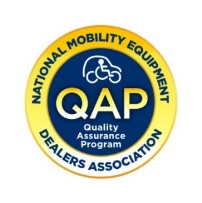 NATIONAL MOBILITY EQUIPMENT
QAP
Quality
Assurance
Program
DEALERS ASSOCIATION